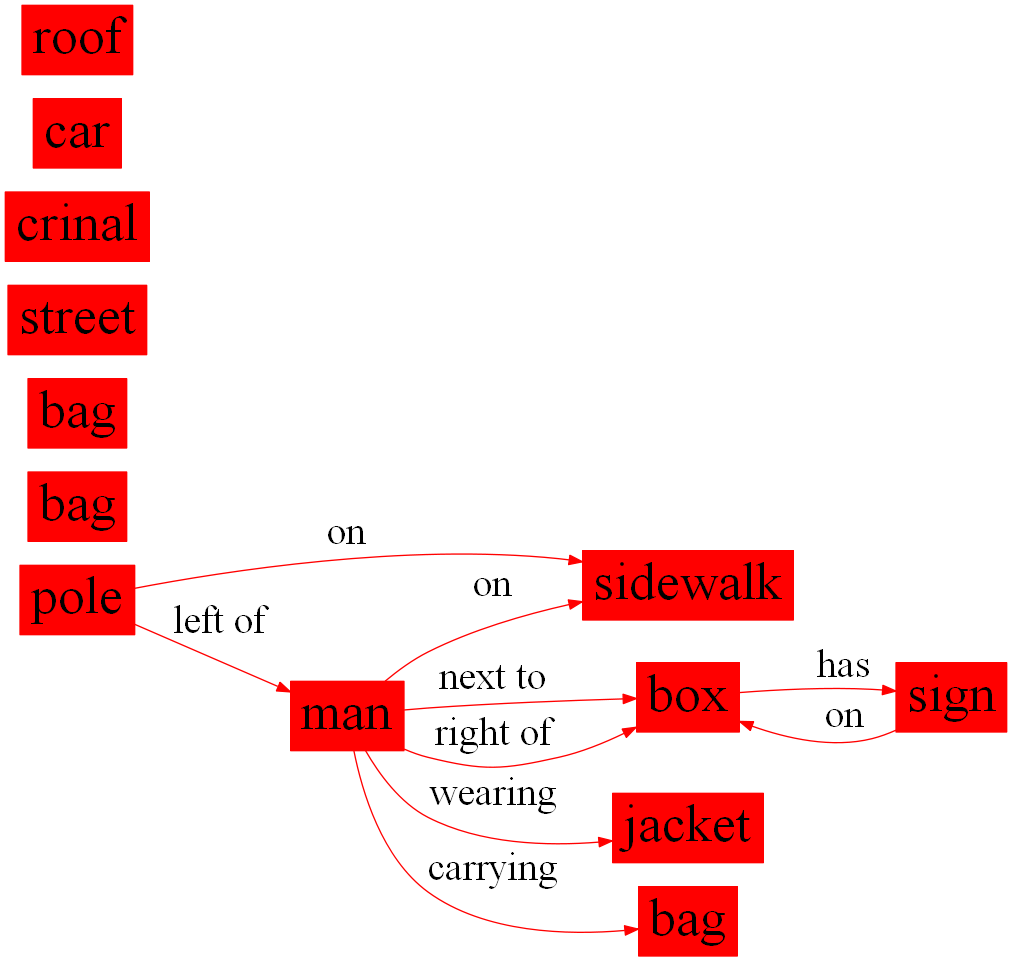 roof
car
crinal
street
bag
bag
on
pole
on
sidewalk
left of
man
next to
box
has
sign
right of
on
wearing
jacket
carrying
bag